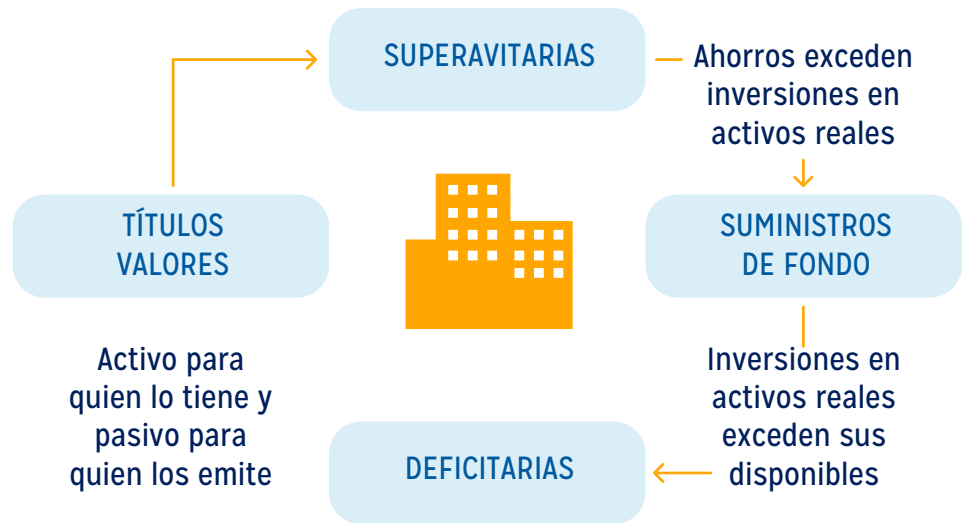 SUPERAVITARIAS
Ahorros exceden
inversiones en
activos reales
TÍTULOS
VALORES
SUMINISTROS
DE FONDO
Activo para
quien lo tiene y
pasivo para
quien los emite
Inversiones en
activos reales
exceden sus
disponibles
DEFICITARIAS